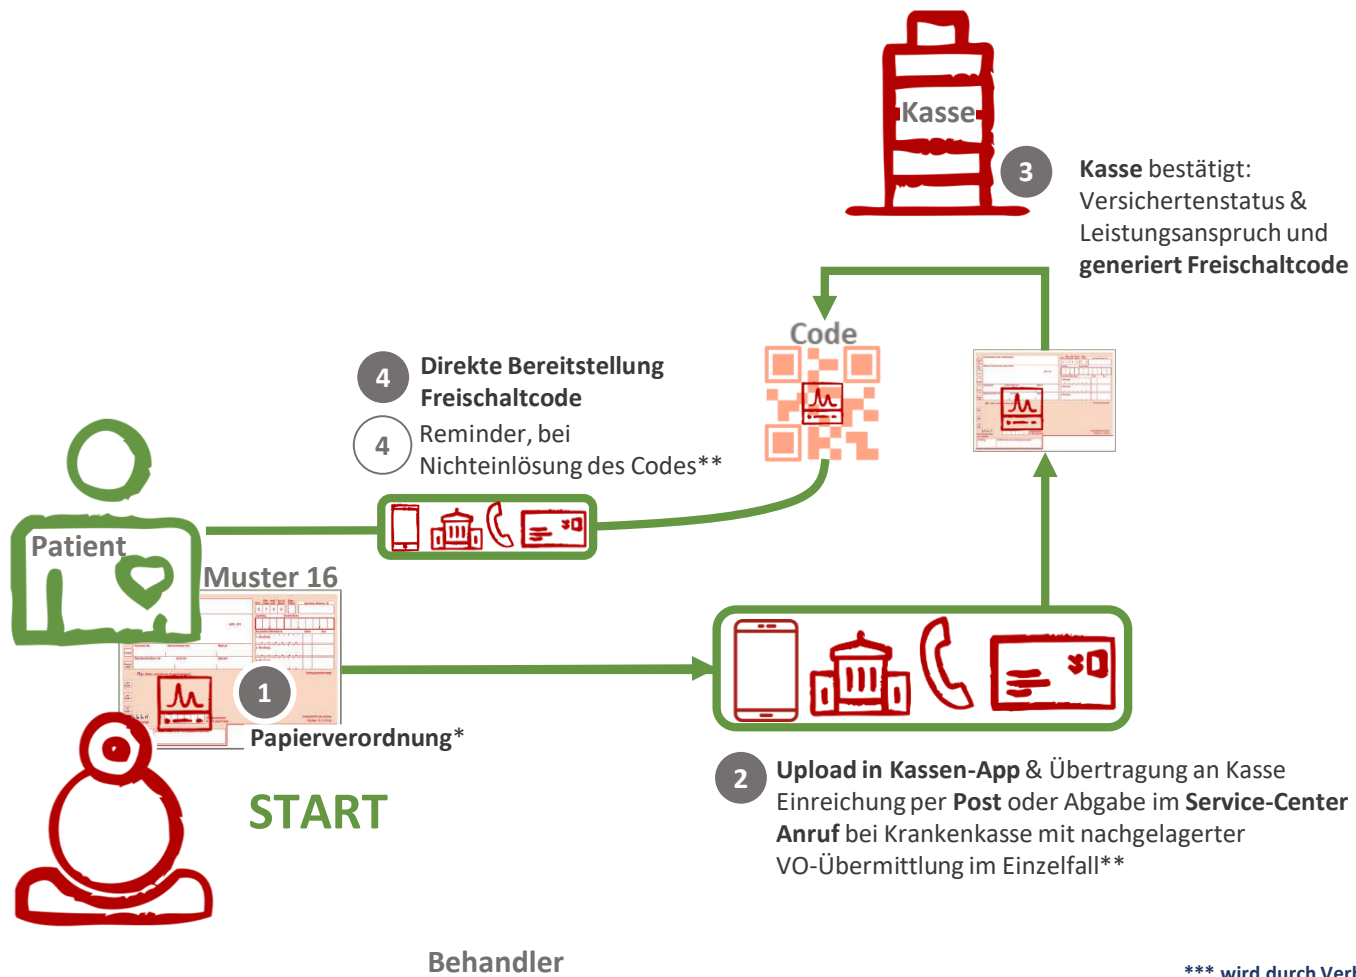 Kasse
3
Kasse bestätigt:
Versichertenstatus &
Leistungsanspruch und
generiert Freischaltcode
Code
4
Direkte Bereitstellung
Freischaltcode
4
Reminder, bei
Nichteinlösung des Codes**
Patient
Muster 16
1
Papierverordnung*
START
2
Upload in Kassen-App & Übertragung an Kasse
Einreichung per Post oder Abgabe im Service-Center
Anruf bei Krankenkasse mit nachgelagerter
VO-Übermittlung im Einzelfall**
Behandler
*** wird durch